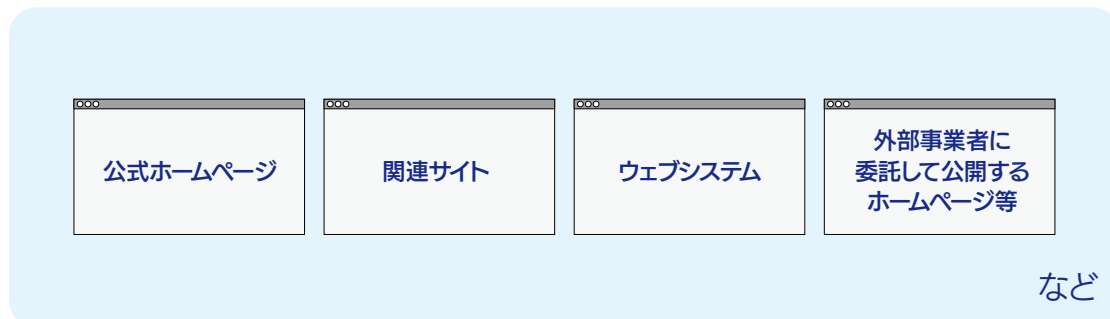 公式ホームページ
関連サイト
ウェブシステム
外部事業者に
委託して公開する
ホームページ等
など